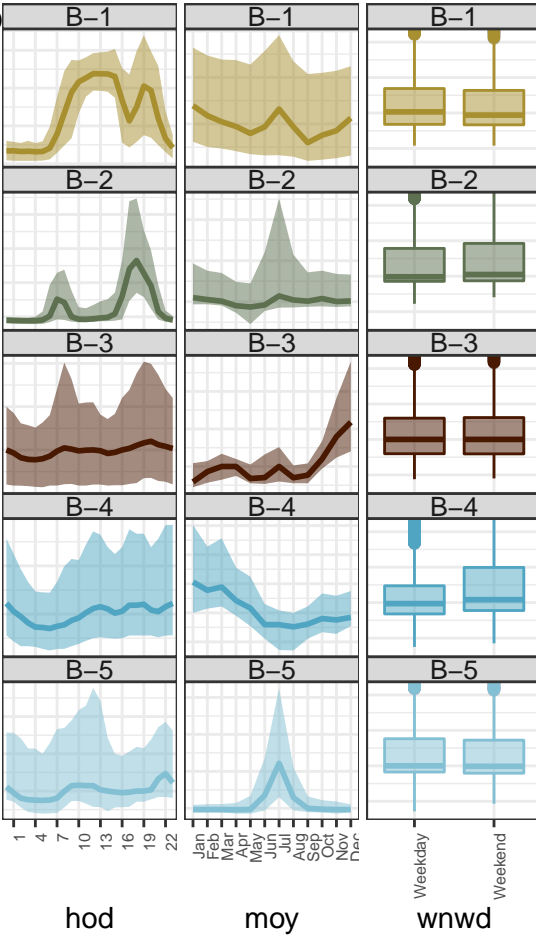 B−1 B−1 B−1
B−2 B−2 B−2
B−3 B−3 B−3
B−4 B−4 B−4
B−5 B−5 B−5
1 4 7 10 13 16 19 22 Jan Feb Mar Apr May Jun Jul Aug Sep Oct Nov Dec Weekday Weekend
hod moy wnwd